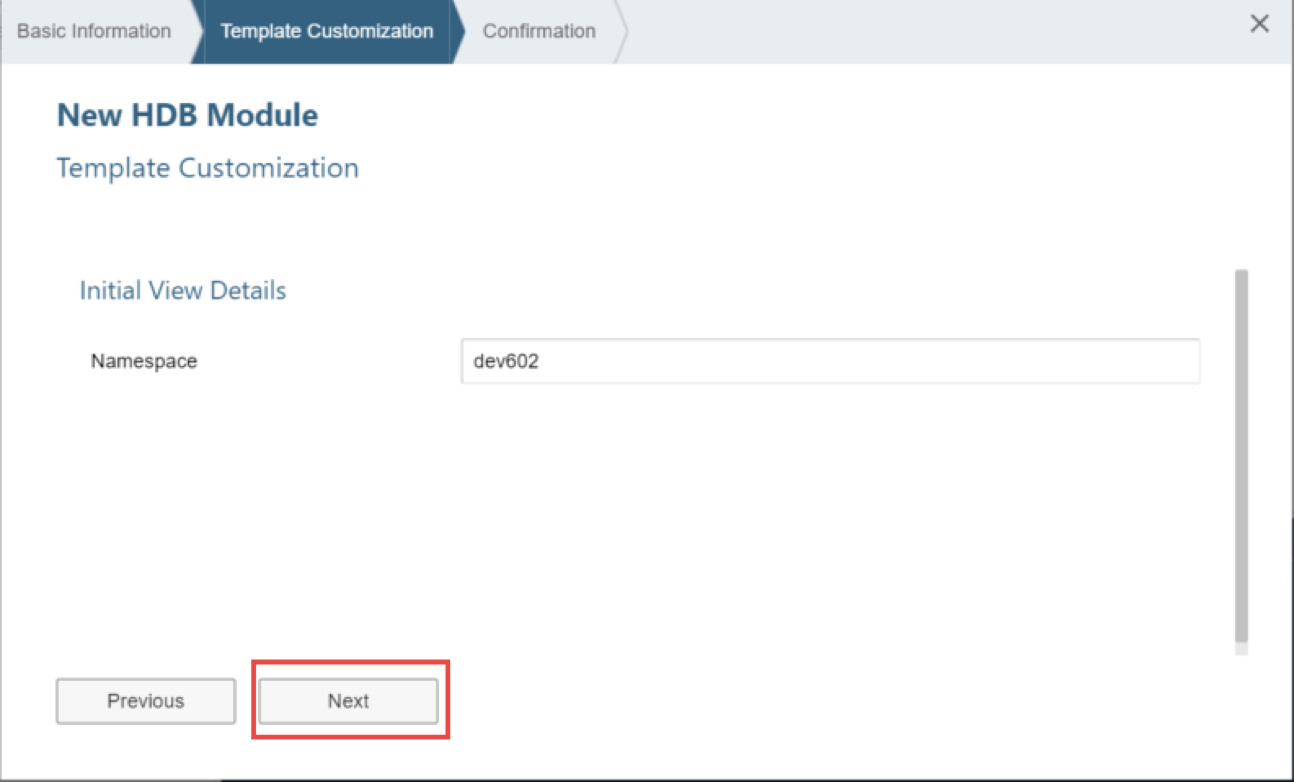 Basic Information Template Customization Confirmation
New HDB Module
Template Customization
Initial View Details
Namespace dev602
Previous Next